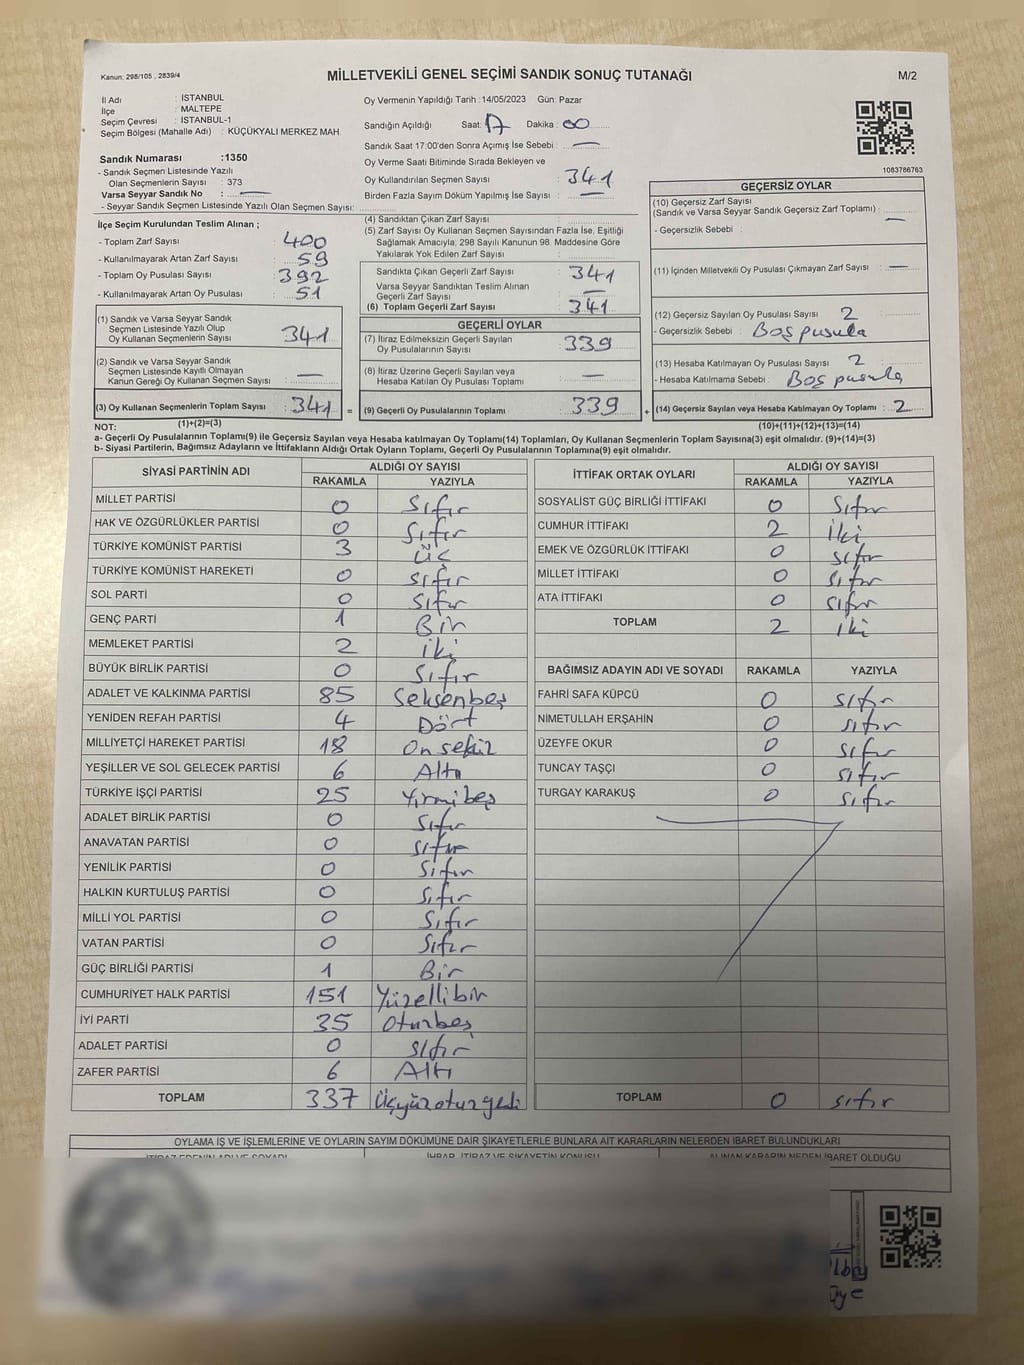 Kanun: 298/105 , 2839/4
MİLLETVEKİLİ GENEL SEÇİMİ SANDIK SONUÇ TUTANAĞI
M/2
İl Adı : İSTANBUL
İlçe : MALTEPE
Seçim Çevresi : İSTANBUL-1
Seçim Bölgesi (Mahalle Adı) : KÜÇÜKYALI MERKEZ MAH.
Sandık Numarası :1350
- Sandık Seçmen Listesinde Yazılı
Olan Seçmenlerin Sayısı : 373
Varsa Seyyar Sandık No : —
- Seyyar Sandık Seçmen Listesinde Yazılı Olan Seçmen Sayısı:
Oy Vermenin Yapıldığı Tarih :14/05/2023 Gün: Pazar
Sandığın Açıldığı Saat: 17 Dakika : 00
Sandık Saat 17:00'den Sonra Açımış İse Sebebi : —
Oy Verme Saati Bitiminde Sırada Bekleyen ve
Oy Kullandırılan Seçmen Sayısı : 341
Birden Fazla Sayım Döküm Yapılmış İse Sayısı : —
1083786763
İlçe Seçim Kurulundan Teslim Alınan ;
- Toplam Zarf Sayısı : 400
- Kullanılmayarak Artan Zarf Sayısı : 59
- Toplam Oy Pusulası Sayısı : 392
- Kullanılmayarak Artan Oy Pusulası : 51
(1) Sandık ve Varsa Seyyar Sandık
Seçmen Listesinde Yazılı Olup
Oy Kullanan Seçmenlerin Sayısı : 341
(2) Sandık ve Varsa Seyyar Sandık
Seçmen Listesinde Kayıtlı Olmayan
Kanun Gereği Oy Kullanan Seçmen Sayısı : —
(3) Oy Kullanan Seçmenlerin Toplam Sayısı : 341 =
(1)+(2)=(3)
(4) Sandıktan Çıkan Zarf Sayısı :
(5) Zarf Sayısı Oy Kullanan Seçmen Sayısından Fazla İse, Eşitliği
Sağlamak Amacıyla; 298 Sayılı Kanunun 98. Maddesine Göre
Yakılarak Yok Edilen Zarf Sayısı :
Sandıkta Çıkan Geçerli Zarf Sayısı : 341
Varsa Seyyar Sandıktan Teslim Alınan
Geçerli Zarf Sayısı : —
(6) Toplam Geçerli Zarf Sayısı : 341
GEÇERLİ OYLAR
(7) İtiraz Edilmeksizin Geçerli Sayılan
Oy Pusulalarının Sayısı : 339
(8) İtiraz Üzerine Geçerli Sayılan veya
Hesaba Katılan Oy Pusulası Toplamı : —
(9) Geçerli Oy Pusulalarının Toplamı : 339 +
GEÇERSİZ OYLAR
(10) Geçersiz Zarf Sayısı
(Sandık ve Varsa Seyyar Sandık Geçersiz Zarf Toplamı) : —
- Geçersizlik Sebebi :
(11) İçinden Milletvekili Oy Pusulası Çıkmayan Zarf Sayısı : —
(12) Geçersiz Sayılan Oy Pusulası Sayısı : 2
- Geçersizlik Sebebi : Boş pusula
(13) Hesaba Katılmayan Oy Pusulası Sayısı : 2
- Hesaba Katılmama Sebebi : Boş pusula
(14) Geçersiz Sayılan veya Hesaba Katılmayan Oy Toplamı : 2
(10)+(11)+(12)+(13)=(14)
NOT:
a- Geçerli Oy Pusulalarının Toplamı(9) ile Geçersiz Sayılan veya Hesaba katılmayan Oy Toplamı(14) Toplamları, Oy Kullanan Seçmenlerin Toplam Sayısına(3) eşit olmalıdır. (9)+(14)=(3)
b- Siyasi Partilerin, Bağımsız Adayların ve İttifakların Aldığı Ortak Oyların Toplamı, Geçerli Oy Pusulalarının Toplamına(9) eşit olmalıdır.
SİYASİ PARTİNİN ADI ALDIĞI OY SAYISI
RAKAMLA YAZIYLA
MİLLET PARTİSİ 0 Sıfır
HAK VE ÖZGÜRLÜKLER PARTİSİ 0 Sıfır
TÜRKİYE KOMÜNİST PARTİSİ 3 Üç
TÜRKİYE KOMÜNİST HAREKETİ 0 sıfır
SOL PARTİ 0 Sıfır
GENÇ PARTİ 1 Bir
MEMLEKET PARTİSİ 2 iki
BÜYÜK BİRLİK PARTİSİ 0 Sıfır
ADALET VE KALKINMA PARTİSİ 85 Seksenbeş
YENİDEN REFAH PARTİSİ 4 Dört
MİLLİYETÇİ HAREKET PARTİSİ 18 On sekiz
YEŞİLLER VE SOL GELECEK PARTİSİ 6 Altı
TÜRKİYE İŞÇİ PARTİSİ 25 Yirmibeş
ADALET BİRLİK PARTİSİ 0 Sıfır
ANAVATAN PARTİSİ 0 Sıfır
YENİLİK PARTİSİ 0 Sıfır
HALKIN KURTULUŞ PARTİSİ 0 Sıfır
MİLLİ YOL PARTİSİ 0 Sıfır
VATAN PARTİSİ 0 Sıfır
GÜÇ BİRLİĞİ PARTİSİ 1 Bir
CUMHURİYET HALK PARTİSİ 151 Yüzellibir
İYİ PARTİ 35 Otuzbeş
ADALET PARTİSİ 0 sıfır
ZAFER PARTİSİ 6 Altı
TOPLAM 337 Üçyüzotuzyedi
İTTİFAK ORTAK OYLARI ALDIĞI OY SAYISI
RAKAMLA YAZIYLA
SOSYALİST GÜÇ BİRLİĞİ İTTİFAKI 0 Sıfır
CUMHUR İTTİFAKI 2 İki
EMEK VE ÖZGÜRLÜK İTTİFAKI 0 sıfır
MİLLET İTTİFAKI 0 Sıfır
ATA İTTİFAKI 0 sıfır
TOPLAM 2 iki
BAĞIMSIZ ADAYIN ADI VE SOYADI RAKAMLA YAZIYLA
FAHRİ SAFA KÜPCÜ 0 sıfır
NİMETULLAH ERŞAHİN 0 sıfır
ÜZEYFE OKUR 0 sıfır
TUNCAY TAŞÇI 0 sıfır
TURGAY KARAKUŞ 0 sıfır
TOPLAM 0 sıfır
OYLAMA İŞ VE İŞLEMLERİNE VE OYLARIN SAYIM DÖKÜMÜNE DAİR ŞİKAYETLERLE BUNLARA AİT KARARLARIN NELERDEN İBARET BULUNDUKLARI
İTİRAZ EDENİN ADI VE SOYADI İHBAR, İTİRAZ VE ŞİKAYETİN KONUSU ALINAN KARARIN NEDEN İBARET OLDUĞU
Üye